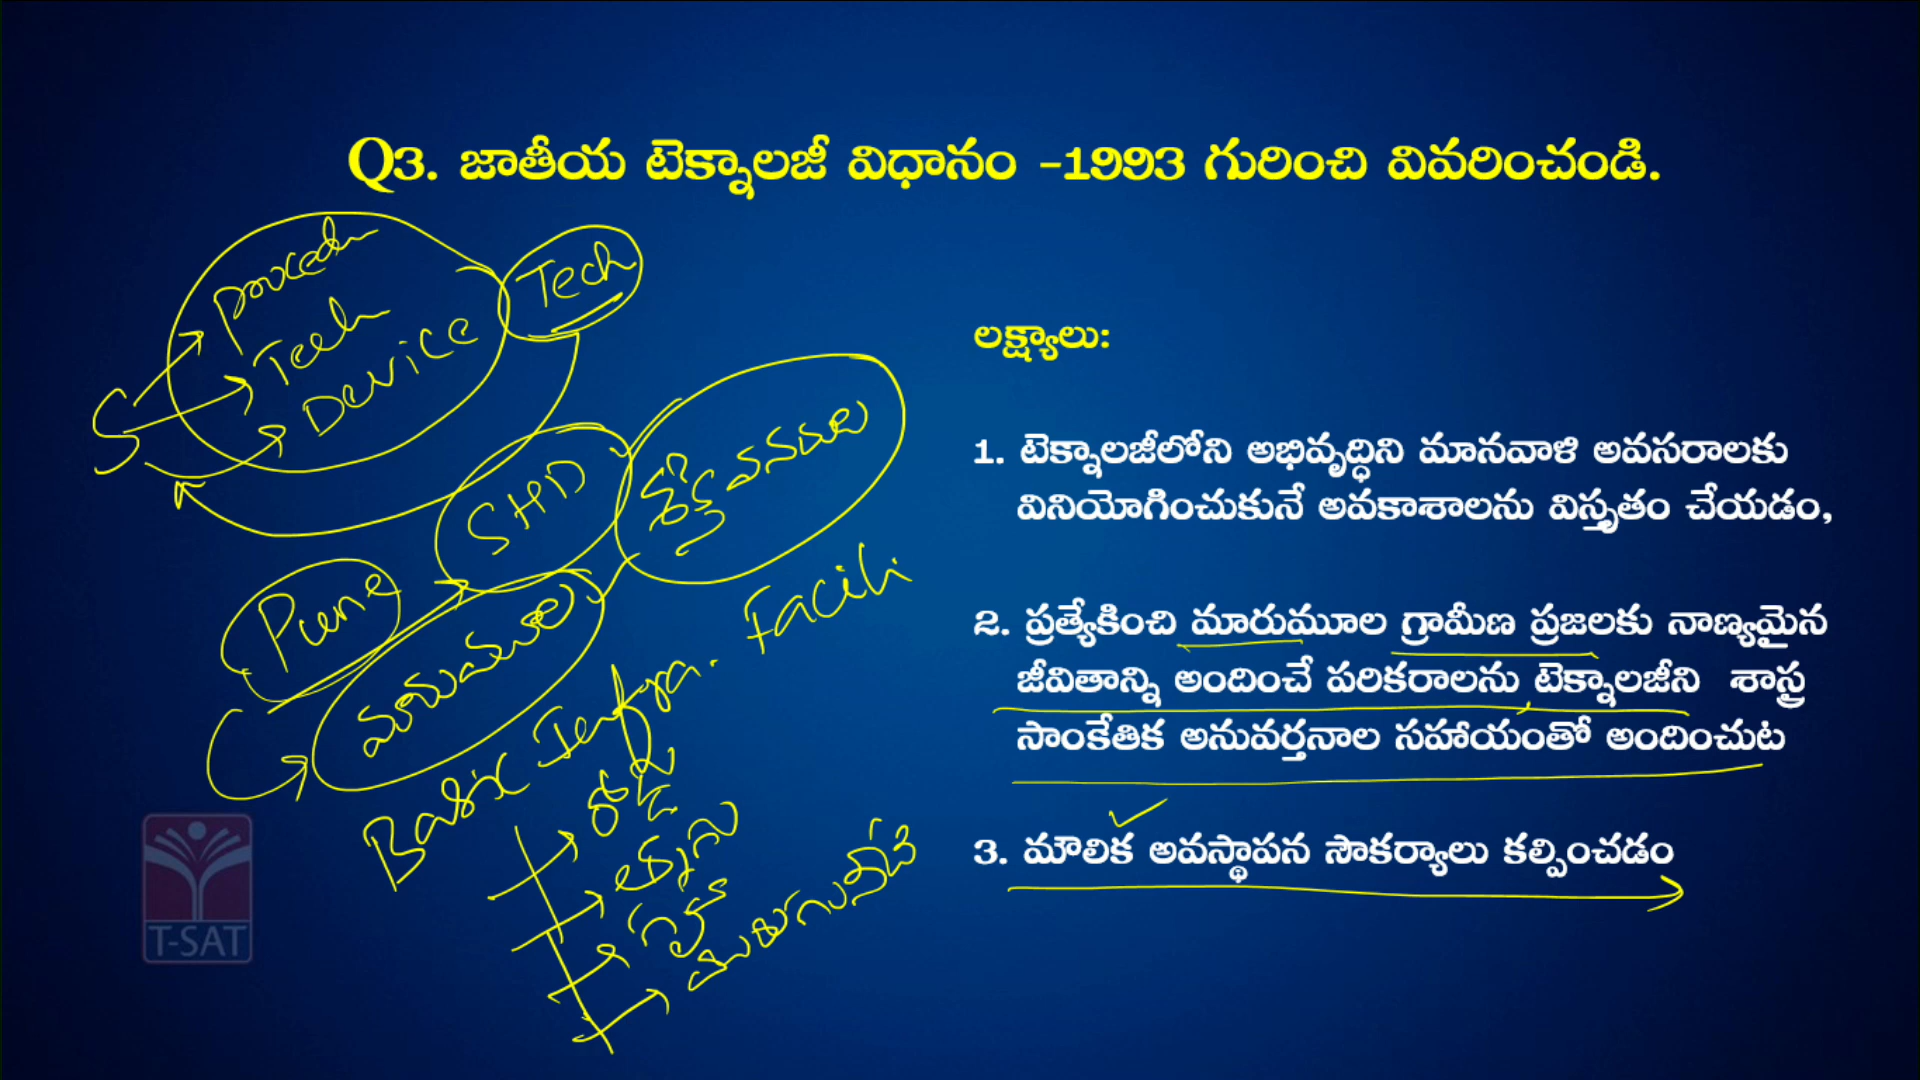 Q3. జాతీయ టెక్నాలజీ విధానం -1993 గురించి వివరించండి.
Tech
Tech
Device
S
SHD
Pune
మారుమూల
Basic Infra. Facili
రోడ్లు
మురుగునీటి
లక్ష్యాలు:
1. టెక్నాలజీలోని అభివృద్ధిని మానవాళి అవసరాలకు
వినియోగించుకునే అవకాశాలను విస్తృతం చేయడం,
2. ప్రత్యేకించి మారుమూల గ్రామీణ ప్రజలకు నాణ్యమైన
జీవితాన్ని అందించే పరికరాలను టెక్నాలజీని శాస్త్ర
సాంకేతిక అనువర్తనాల సహాయంతో అందించుట
3. మౌలిక అవస్థాపన సౌకర్యాలు కల్పించడం
T-SAT